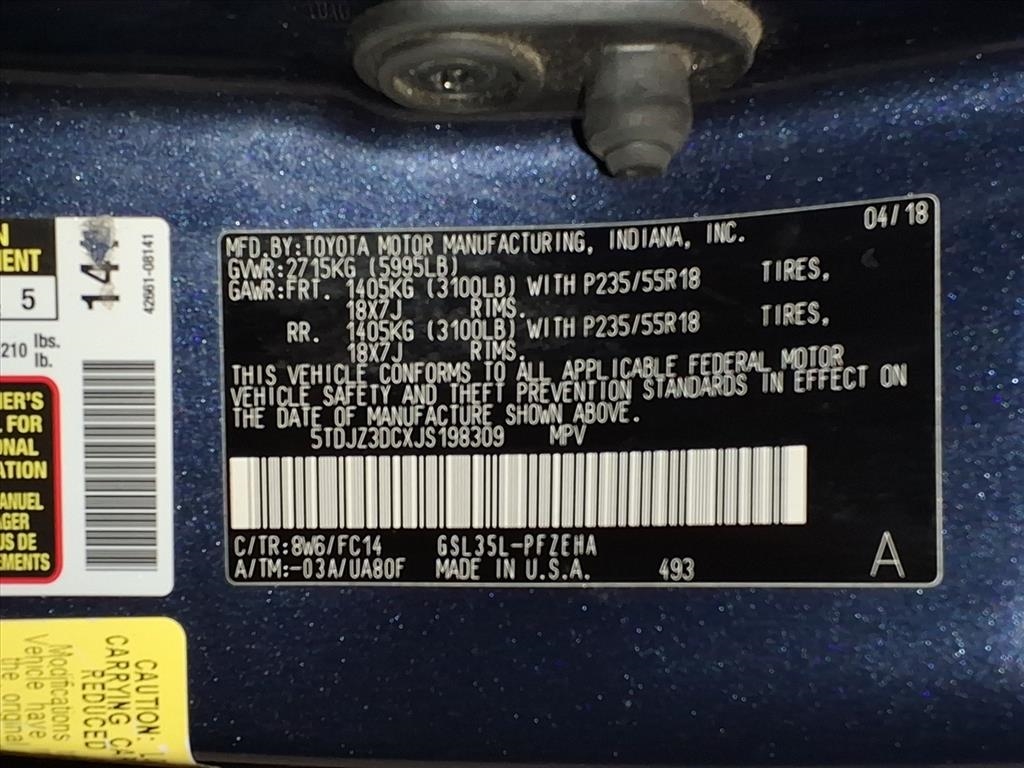 04/18
MFD.BY:TOYOTA MOTOR MANUFACTURING, INDIANA, INC.
GVWR:2715KG (5995LB)
GAWR:FRT. 1405KG (3100LB) WITH P235/55R18 TIRES,
18X7J RIMS.
RR. 1405KG (3100LB) WITH P235/55R18 TIRES,
18X7J RIMS.
THIS VEHICLE CONFORMS TO ALL APPLICABLE FEDERAL MOTOR
VEHICLE SAFETY AND THEFT PREVENTION STANDARDS IN EFFECT ON
THE DATE OF MANUFACTURE SHOWN ABOVE.
5TDJZ3DCXJS198309 MPV
C/TR:8W6/FC14 GSL35L-PFZEHA
A/TM:-03A/UA80F MADE IN U.S.A. 493
A
5
210 lbs.
lb.
42661-08141
FOR
US DE
CAUTION:
CARRYING
REDUCED
Modifications
Vehicle have
the original